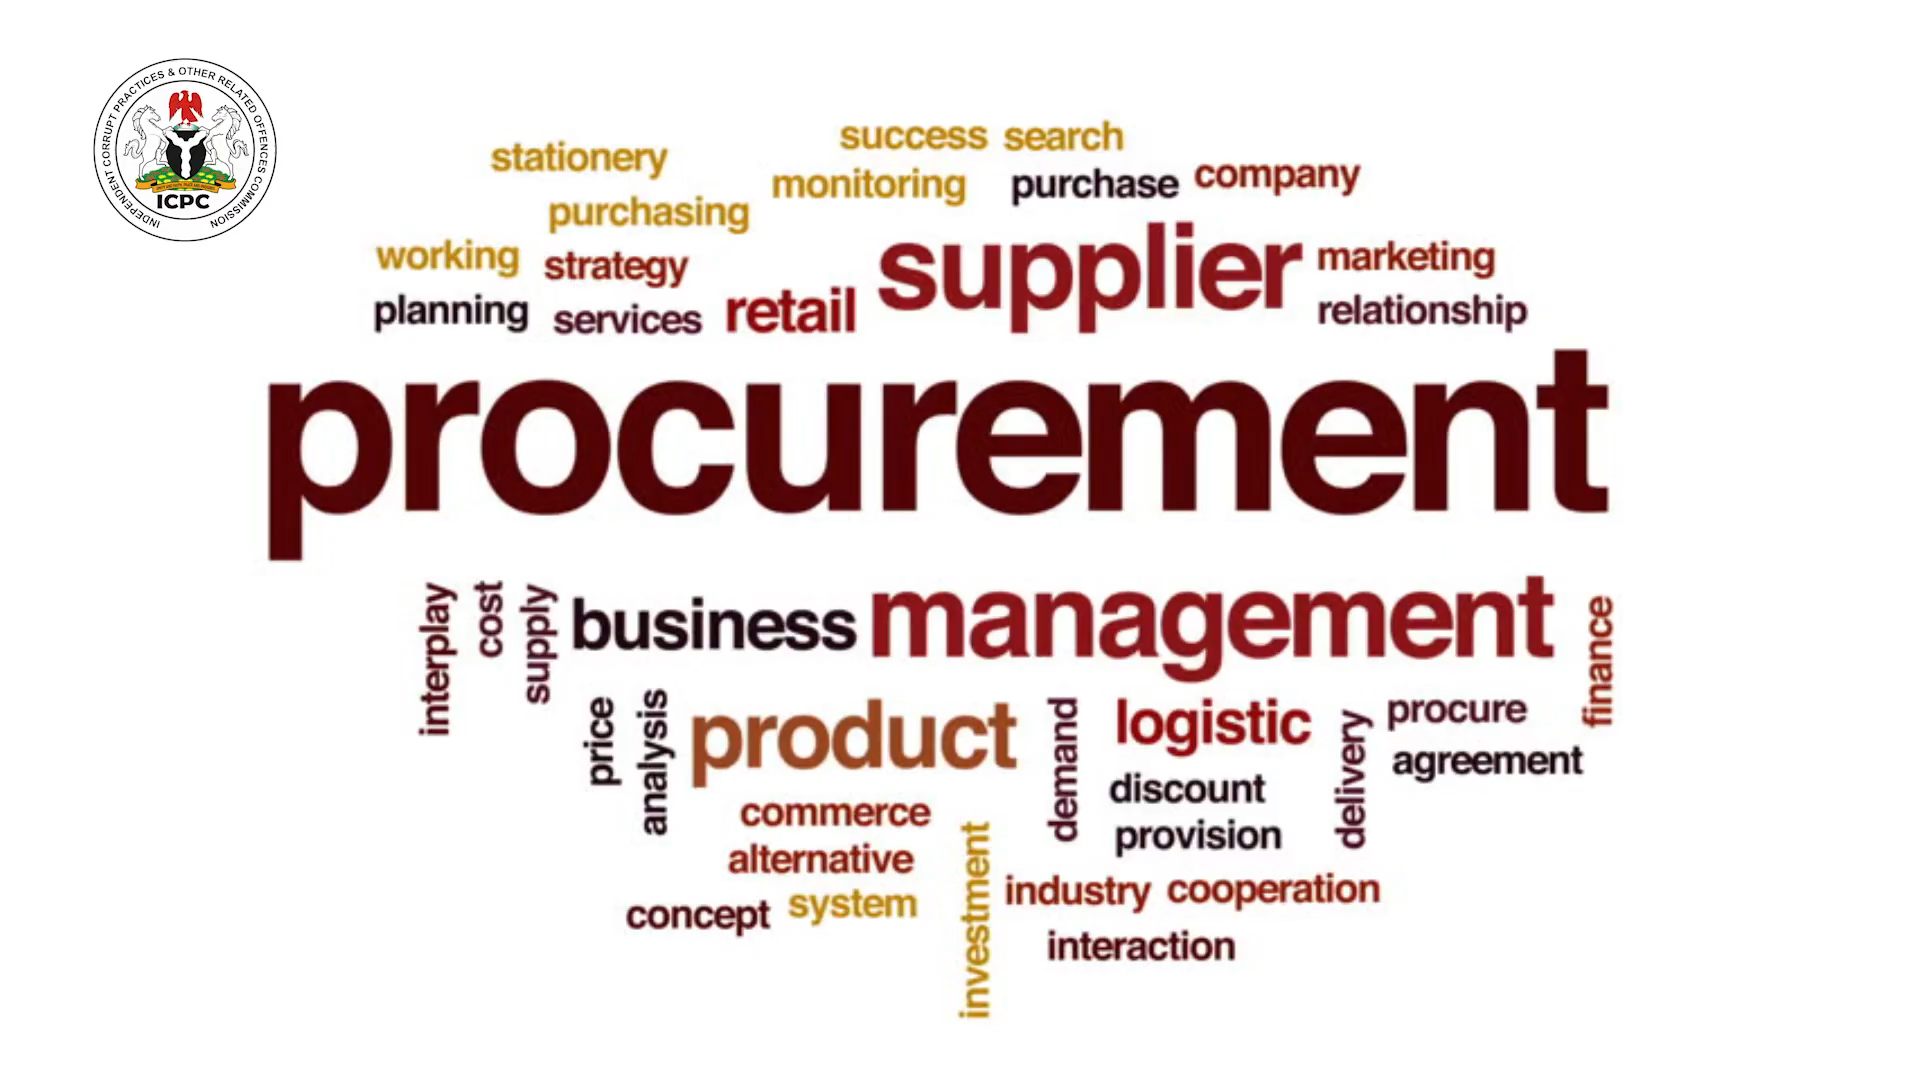 INDEPENDENT CORRUPT PRACTICES & OTHER RELATED OFFENCES COMMISSION
ICPC
success search
stationery
monitoring purchase company
purchasing
working strategy supplier marketing
planning services retail relationship
procurement
interplay
cost
supply
business management
finance
price
analysis
product
demand
logistic
delivery
procure
agreement
discount
provision
commerce
alternative
concept system
investment
industry cooperation
interaction